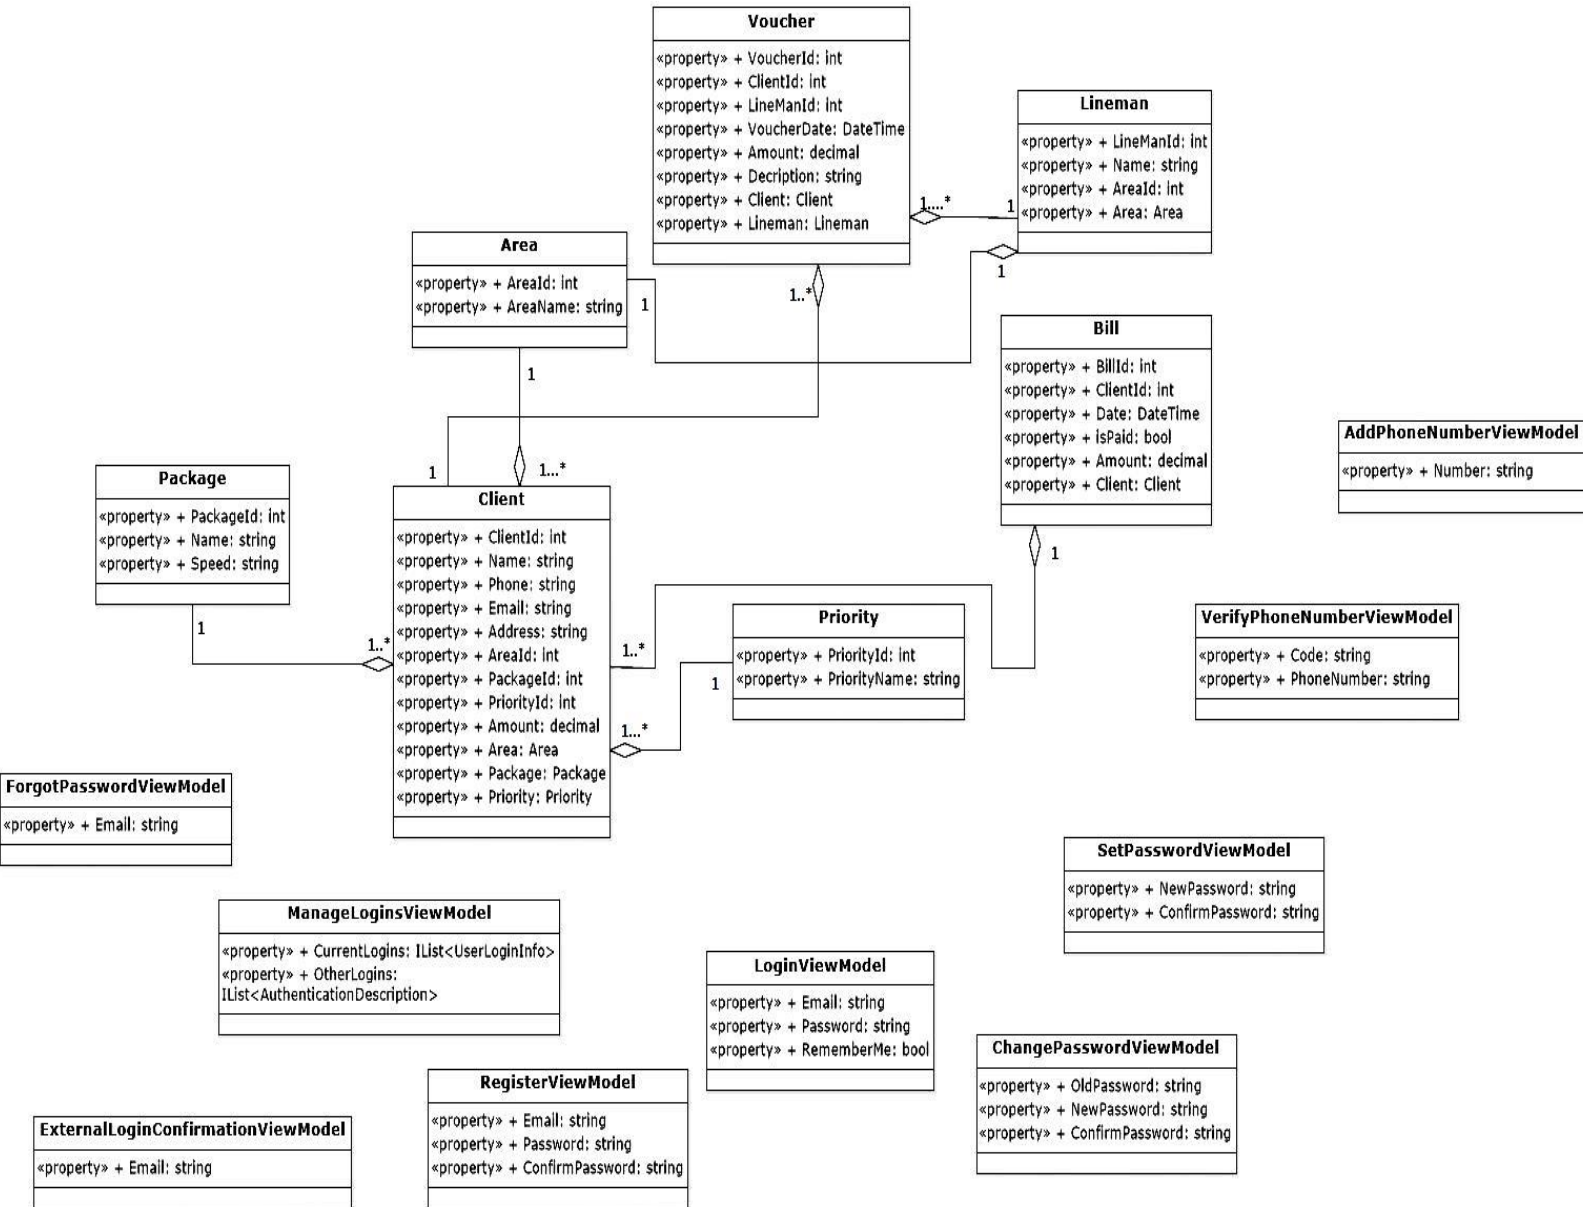 Voucher
«property» + VoucherId: int
«property» + ClientId: int
«property» + LineManId: int
«property» + VoucherDate: DateTime
«property» + Amount: decimal
«property» + Decription: string
«property» + Client: Client
«property» + Lineman: Lineman
1....*
1
Lineman
«property» + LineManId: int
«property» + Name: string
«property» + AreaId: int
«property» + Area: Area
1
Area
«property» + AreaId: int
«property» + AreaName: string
1
1
1..*
Bill
«property» + BillId: int
«property» + ClientId: int
«property» + Date: DateTime
«property» + isPaid: bool
«property» + Amount: decimal
«property» + Client: Client
1
AddPhoneNumberViewModel
«property» + Number: string
Package
«property» + PackageId: int
«property» + Name: string
«property» + Speed: string
1
1..*
1
1...*
Client
«property» + ClientId: int
«property» + Name: string
«property» + Phone: string
«property» + Email: string
«property» + Address: string
«property» + AreaId: int
«property» + PackageId: int
«property» + PriorityId: int
«property» + Amount: decimal
«property» + Area: Area
«property» + Package: Package
«property» + Priority: Priority
1..*
1...*
1
Priority
«property» + PriorityId: int
«property» + PriorityName: string
VerifyPhoneNumberViewModel
«property» + Code: string
«property» + PhoneNumber: string
ForgotPasswordViewModel
«property» + Email: string
SetPasswordViewModel
«property» + NewPassword: string
«property» + ConfirmPassword: string
ManageLoginsViewModel
«property» + CurrentLogins: IList<UserLoginInfo>
«property» + OtherLogins:
IList<AuthenticationDescription>
LoginViewModel
«property» + Email: string
«property» + Password: string
«property» + RememberMe: bool
ChangePasswordViewModel
«property» + OldPassword: string
«property» + NewPassword: string
«property» + ConfirmPassword: string
RegisterViewModel
«property» + Email: string
«property» + Password: string
«property» + ConfirmPassword: string
ExternalLoginConfirmationViewModel
«property» + Email: string